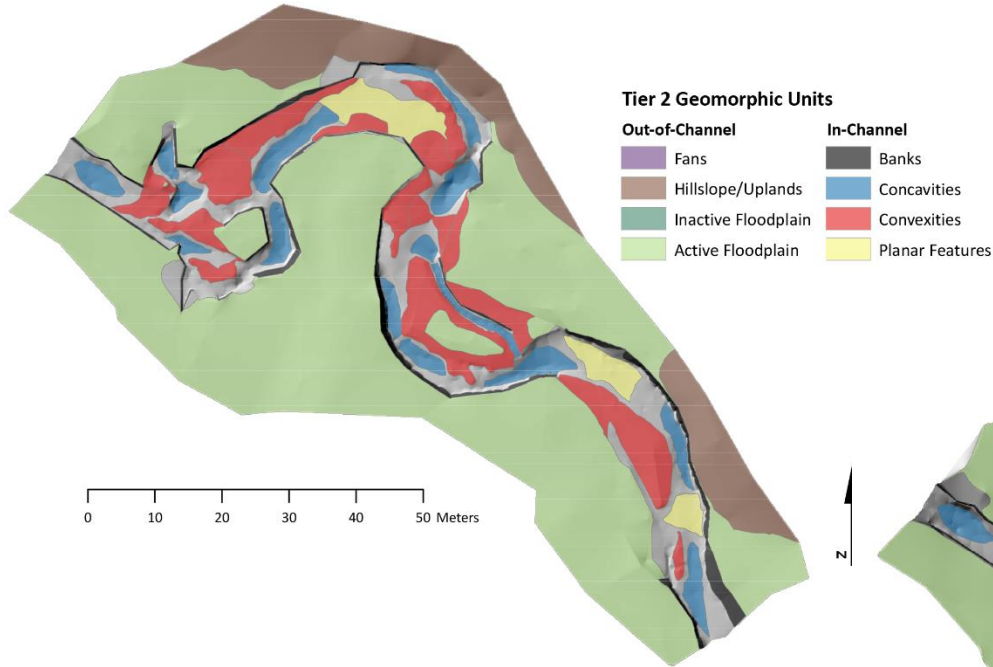 Tier 2 Geomorphic Units
Out-of-Channel In-Channel
Fans Banks
Hillslope/Uplands Concavities
Inactive Floodplain Convexities
Active Floodplain Planar Features
0 10 20 30 40 50 Meters
N